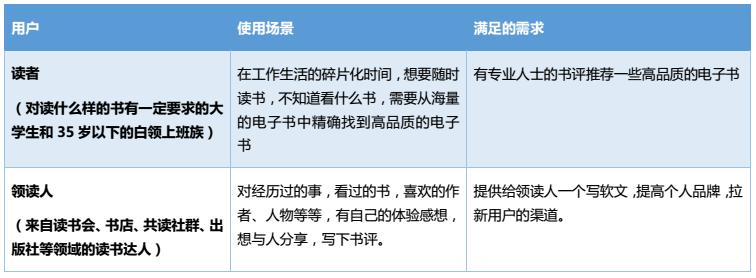 用户
使用场景
满足的需求
读者
（对读什么样的书有一定要求的大
学生和 35 岁以下的白领上班族）
在工作生活的碎片化时间，想要随时
读书，不知道看什么书，需要从海量
的电子书中精确找到高品质的电子
书
有专业人士的书评推荐一些高品质的电子书
领读人
（来自读书会、书店、共读社群、出
版社等领域的读书达人）
对经历过的事，看过的书，喜欢的作
者、人物等等，有自己的体验感想，
想与人分享，写下书评。
提供给领读人一个写软文，提高个人品牌，拉
新用户的渠道。